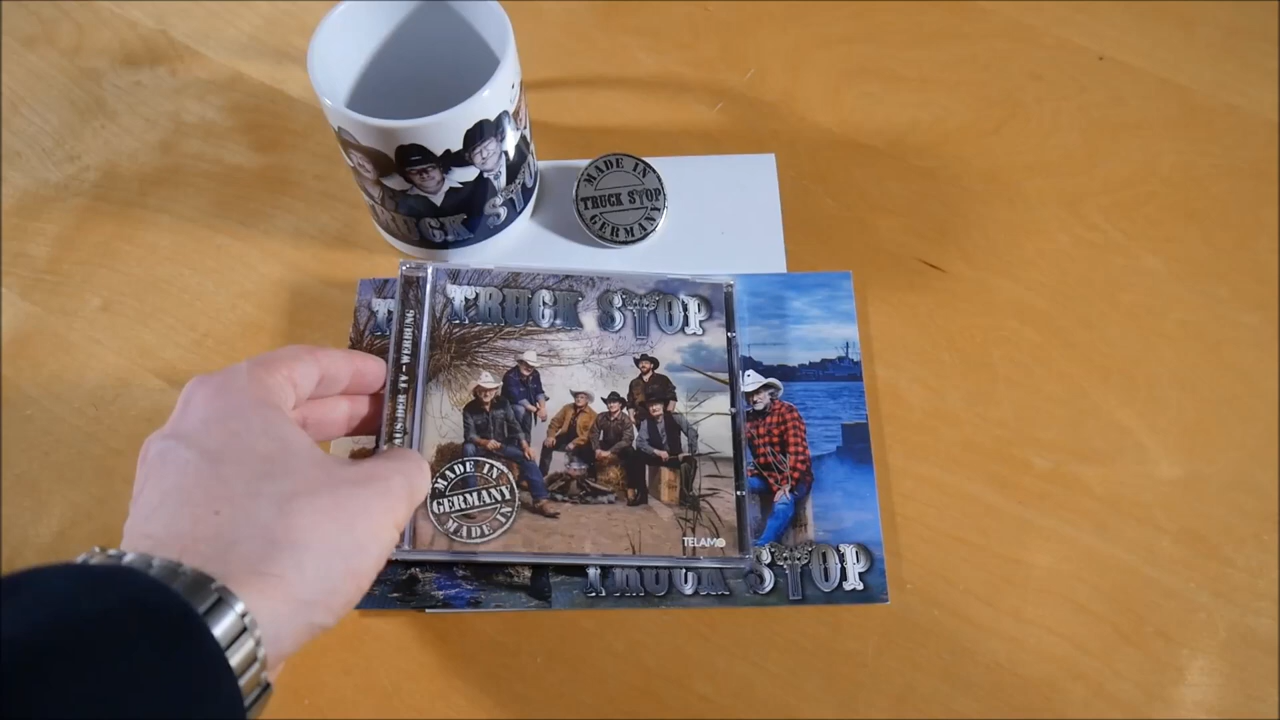 TRUCK STO
MADE IN
TRUCK STOP
GERMANY
TRUCK STOP
AUS DER TV-WERBUNG
MADE IN
GERMANY
MADE IN
TELAMO
TRUCK STOP